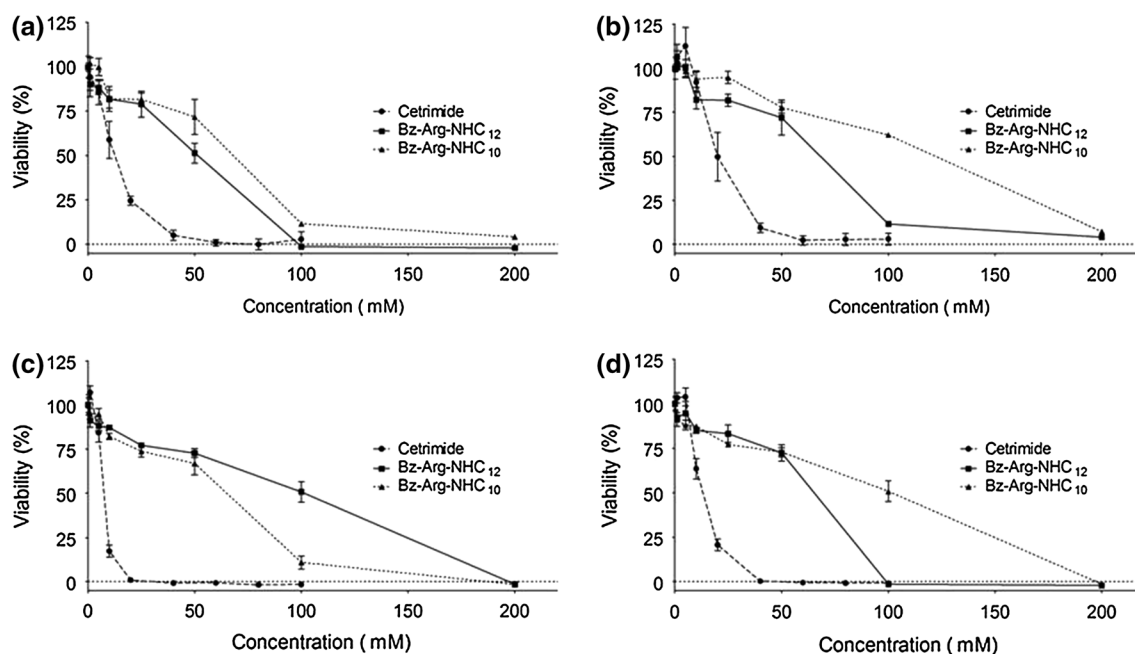 (a)
125
100
75
50
25
0
Viability (%)
Cetrimide
Bz-Arg-NHC12
Bz-Arg-NHC10
0 50 100 150 200
Concentration ( mM)
(b)
125
100
75
50
25
0
Viability (%)
Cetrimide
Bz-Arg-NHC12
Bz-Arg-NHC10
0 50 100 150 200
Concentration ( mM)
(c)
125
100
75
50
25
0
Viability (%)
Cetrimide
Bz-Arg-NHC12
Bz-Arg-NHC10
0 50 100 150 200
Concentration ( mM)
(d)
125
100
75
50
25
0
Viability (%)
Cetrimide
Bz-Arg-NHC12
Bz-Arg-NHC10
0 50 100 150 200
Concentration ( mM)